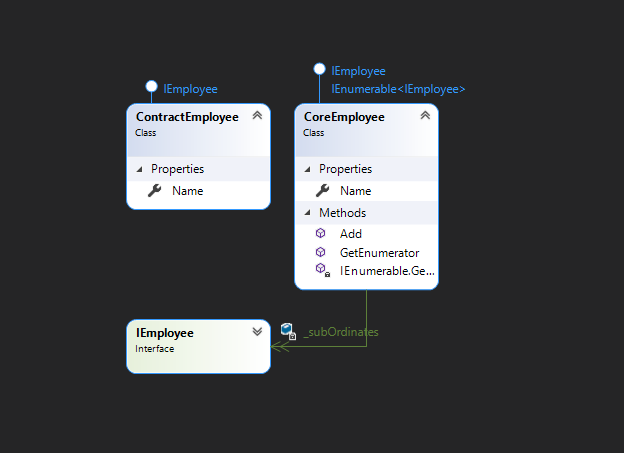 IEmployee
ContractEmployee
Class
Properties
Name
IEmployee
IEnumerable<IEmployee>
CoreEmployee
Class
Properties
Name
Methods
Add
GetEnumerator
IEnumerable.Ge...
IEmployee
Interface
_subOrdinates